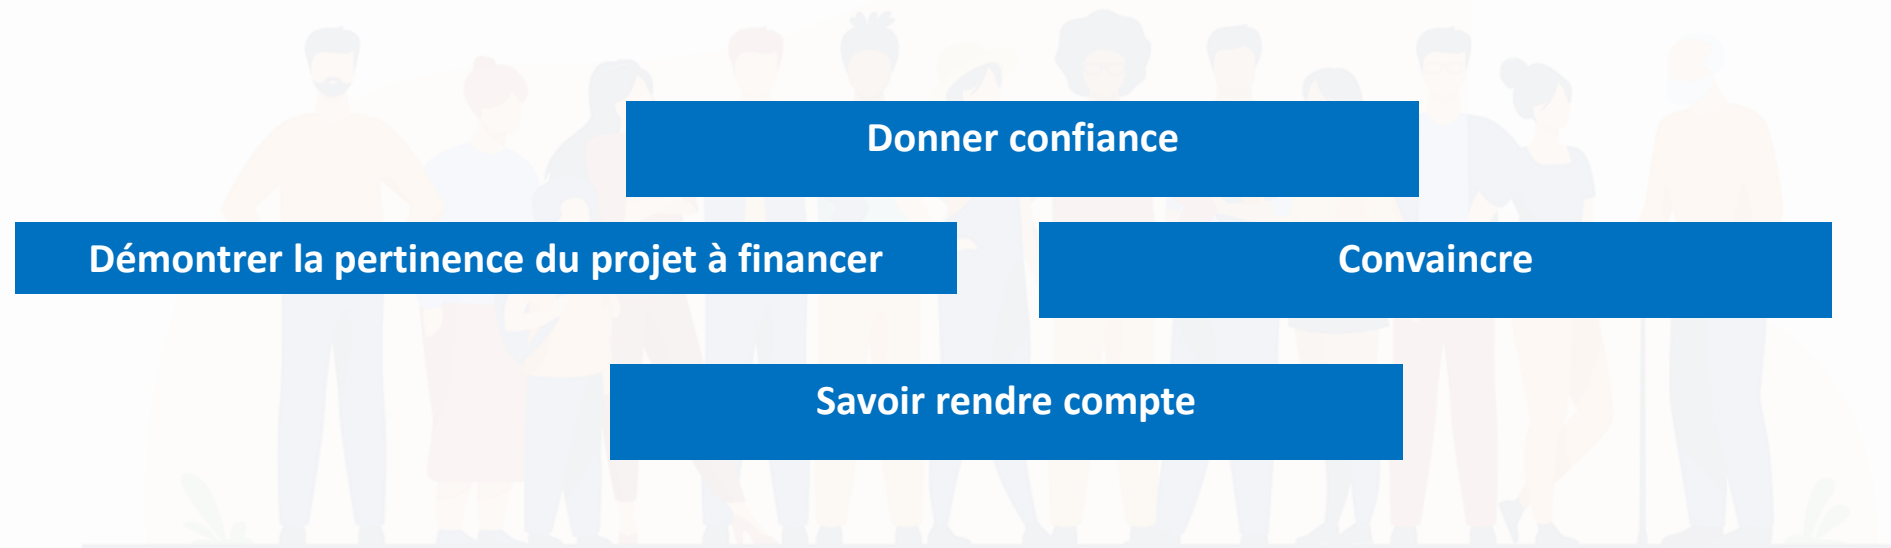 Donner confiance
Démontrer la pertinence du projet à financer
Convaincre
Savoir rendre compte